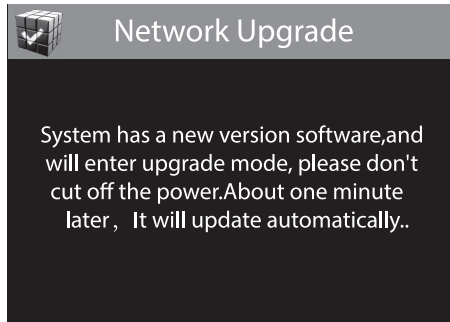 Network Upgrade
System has a new version software,and
will enter upgrade mode, please don't
cut off the power.About one minute
later， It will update automatically..